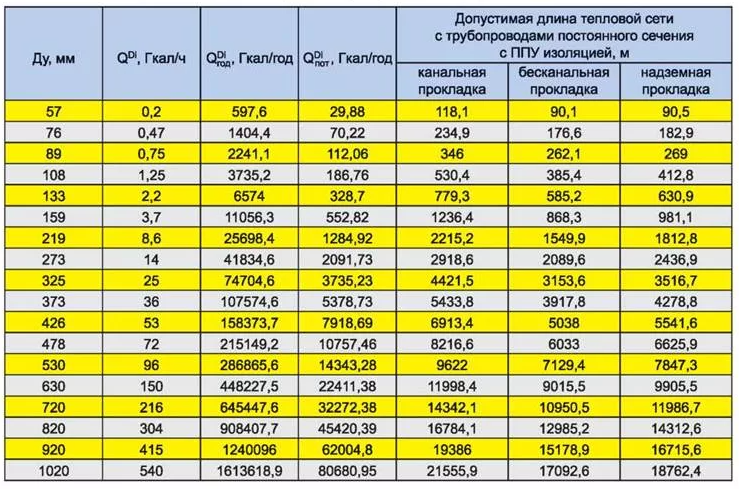 Ду, мм | Q^Di, Гкал/ч | Q^Di_год, Гкал/год | Q^Di_пот, Гкал/год | Допустимая длина тепловой сети
с трубопроводами постоянного сечения
с ППУ изоляцией, м
канальная прокладка | бесканальная прокладка | надземная прокладка
57 | 0,2 | 597,6 | 29,88 | 118,1 | 90,1 | 90,5
76 | 0,47 | 1404,4 | 70,22 | 234,9 | 176,6 | 182,9
89 | 0,75 | 2241,1 | 112,06 | 346 | 262,1 | 269
108 | 1,25 | 3735,2 | 186,76 | 530,4 | 385,4 | 412,8
133 | 2,2 | 6574 | 328,7 | 779,3 | 585,2 | 630,9
159 | 3,7 | 11056,3 | 552,82 | 1236,4 | 868,3 | 981,1
219 | 8,6 | 25698,4 | 1284,92 | 2215,2 | 1549,9 | 1812,8
273 | 14 | 41834,6 | 2091,73 | 2918,6 | 2089,6 | 2436,9
325 | 25 | 74704,6 | 3735,23 | 4421,5 | 3153,6 | 3516,7
373 | 36 | 107574,6 | 5378,73 | 5433,8 | 3917,8 | 4278,8
426 | 53 | 158373,7 | 7918,69 | 6913,4 | 5038 | 5541,6
478 | 72 | 215149,2 | 10757,46 | 8216,6 | 6033 | 6625,9
530 | 96 | 286865,6 | 14343,28 | 9622 | 7129,4 | 7847,3
630 | 150 | 448227,5 | 22411,38 | 11998,4 | 9015,5 | 9905,5
720 | 216 | 645447,6 | 32272,38 | 14342,1 | 10950,5 | 11986,7
820 | 304 | 908407,7 | 45420,39 | 16784,1 | 12985,2 | 14312,6
920 | 415 | 1240096 | 62004,8 | 19386 | 15178,9 | 16715,6
1020 | 540 | 1613618,9 | 80680,95 | 21555,9 | 17092,6 | 18762,4